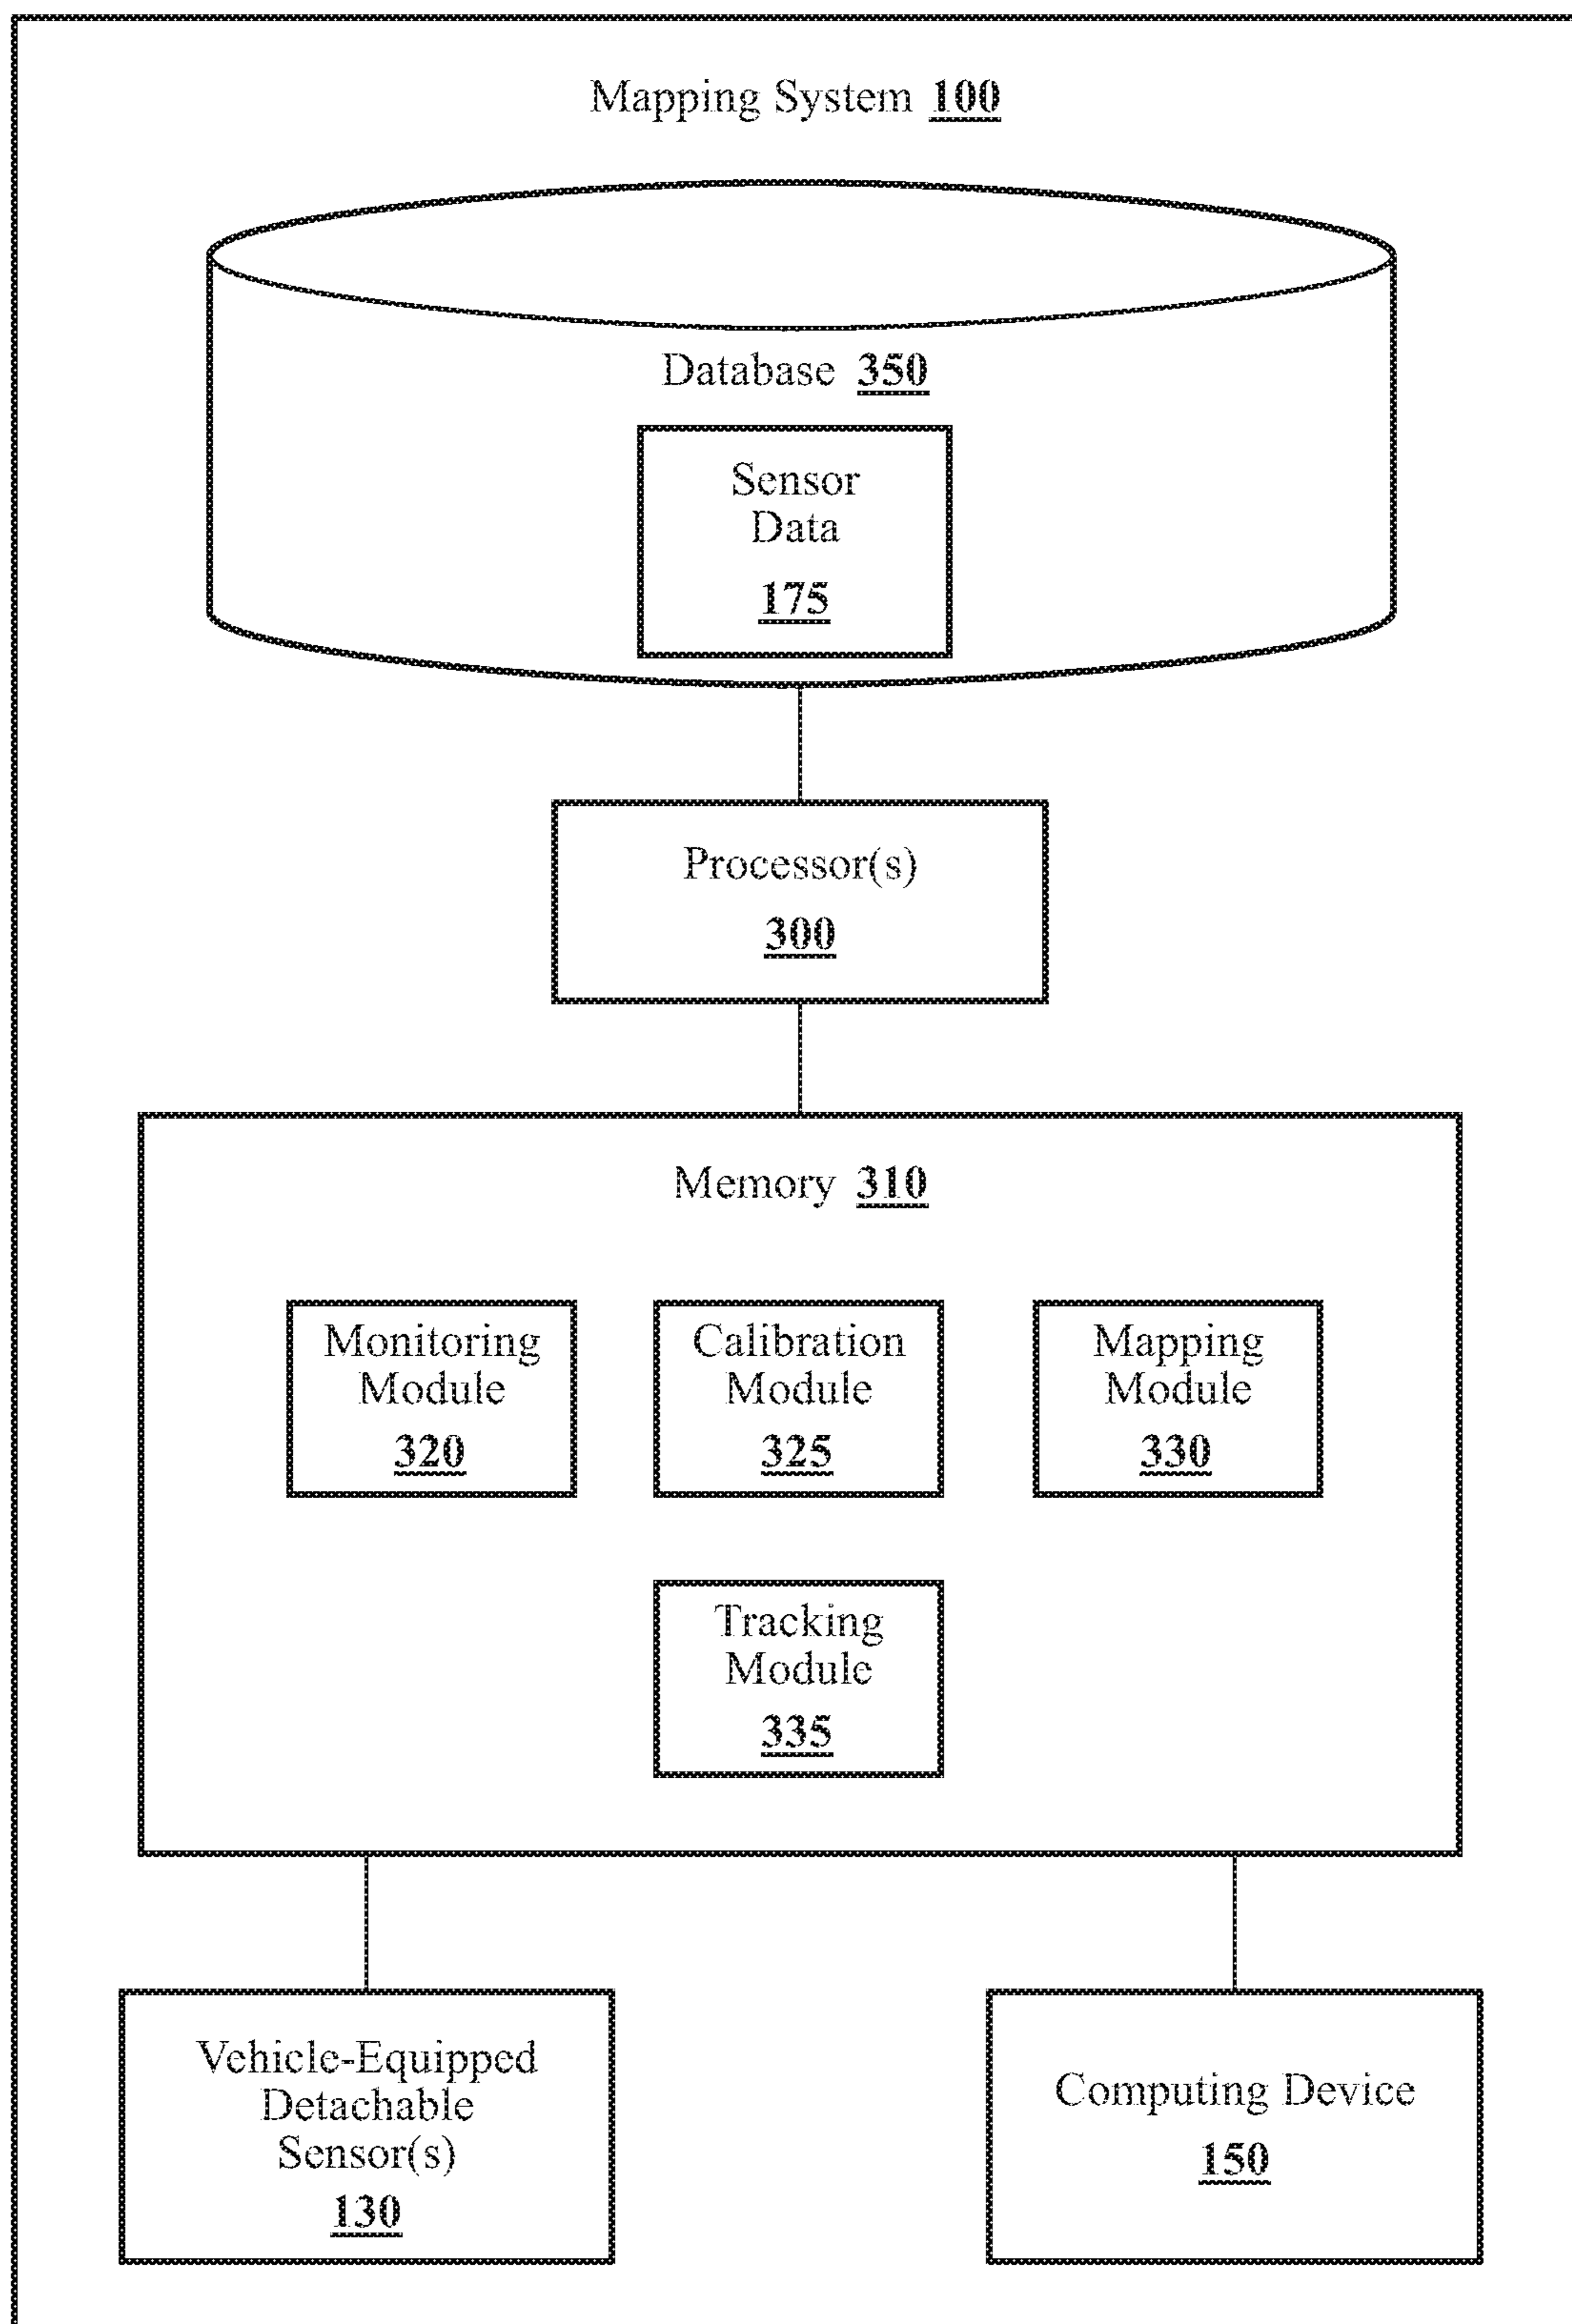 Mapping System 100
Database 350
Sensor
Data
175
Processor(s)
300
Memory 310
Monitoring
Module
320
Calibration
Module
325
Mapping
Module
330
Tracking
Module
335
Vehicle-Equipped
Detachable
Sensor(s)
130
Computing Device
150